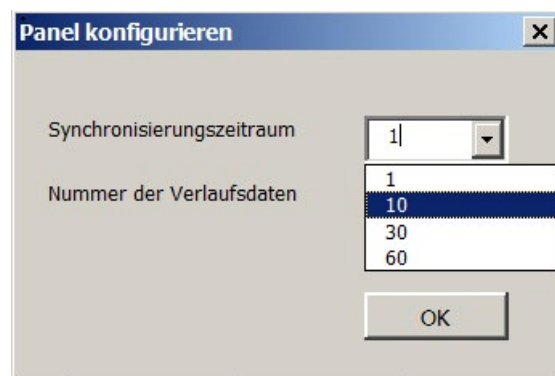 Panel konfigurieren
Synchronisierungszeitraum
1
Nummer der Verlaufsdaten
1
10
30
60
OK